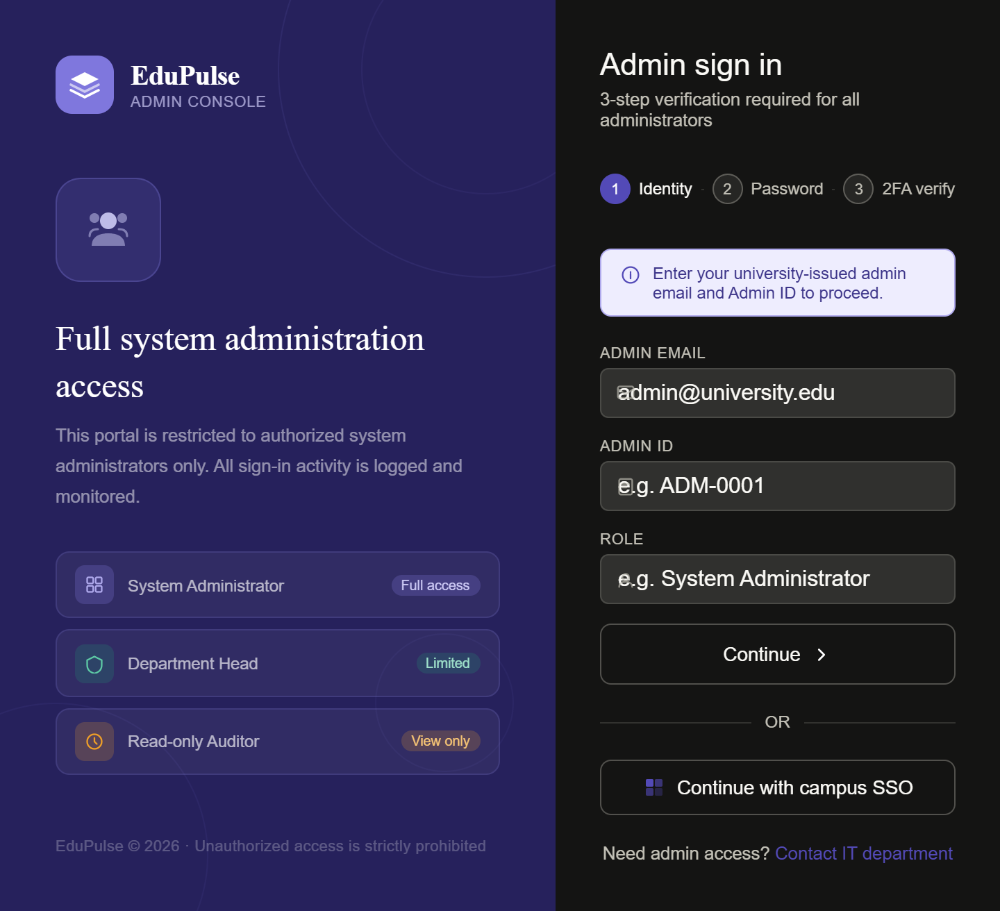 EduPulse
ADMIN CONSOLE
Full system administration
access
This portal is restricted to authorized system
administrators only. All sign-in activity is logged and
monitored.
System Administrator Full access
Department Head Limited
Read-only Auditor View only
EduPulse © 2026 · Unauthorized access is strictly prohibited
Admin sign in
3-step verification required for all
administrators
1 Identity · 2 Password · 3 2FA verify
Enter your university-issued admin
email and Admin ID to proceed.
ADMIN EMAIL
admin@university.edu
ADMIN ID
e.g. ADM-0001
ROLE
e.g. System Administrator
Continue
OR
Continue with campus SSO
Need admin access? Contact IT department